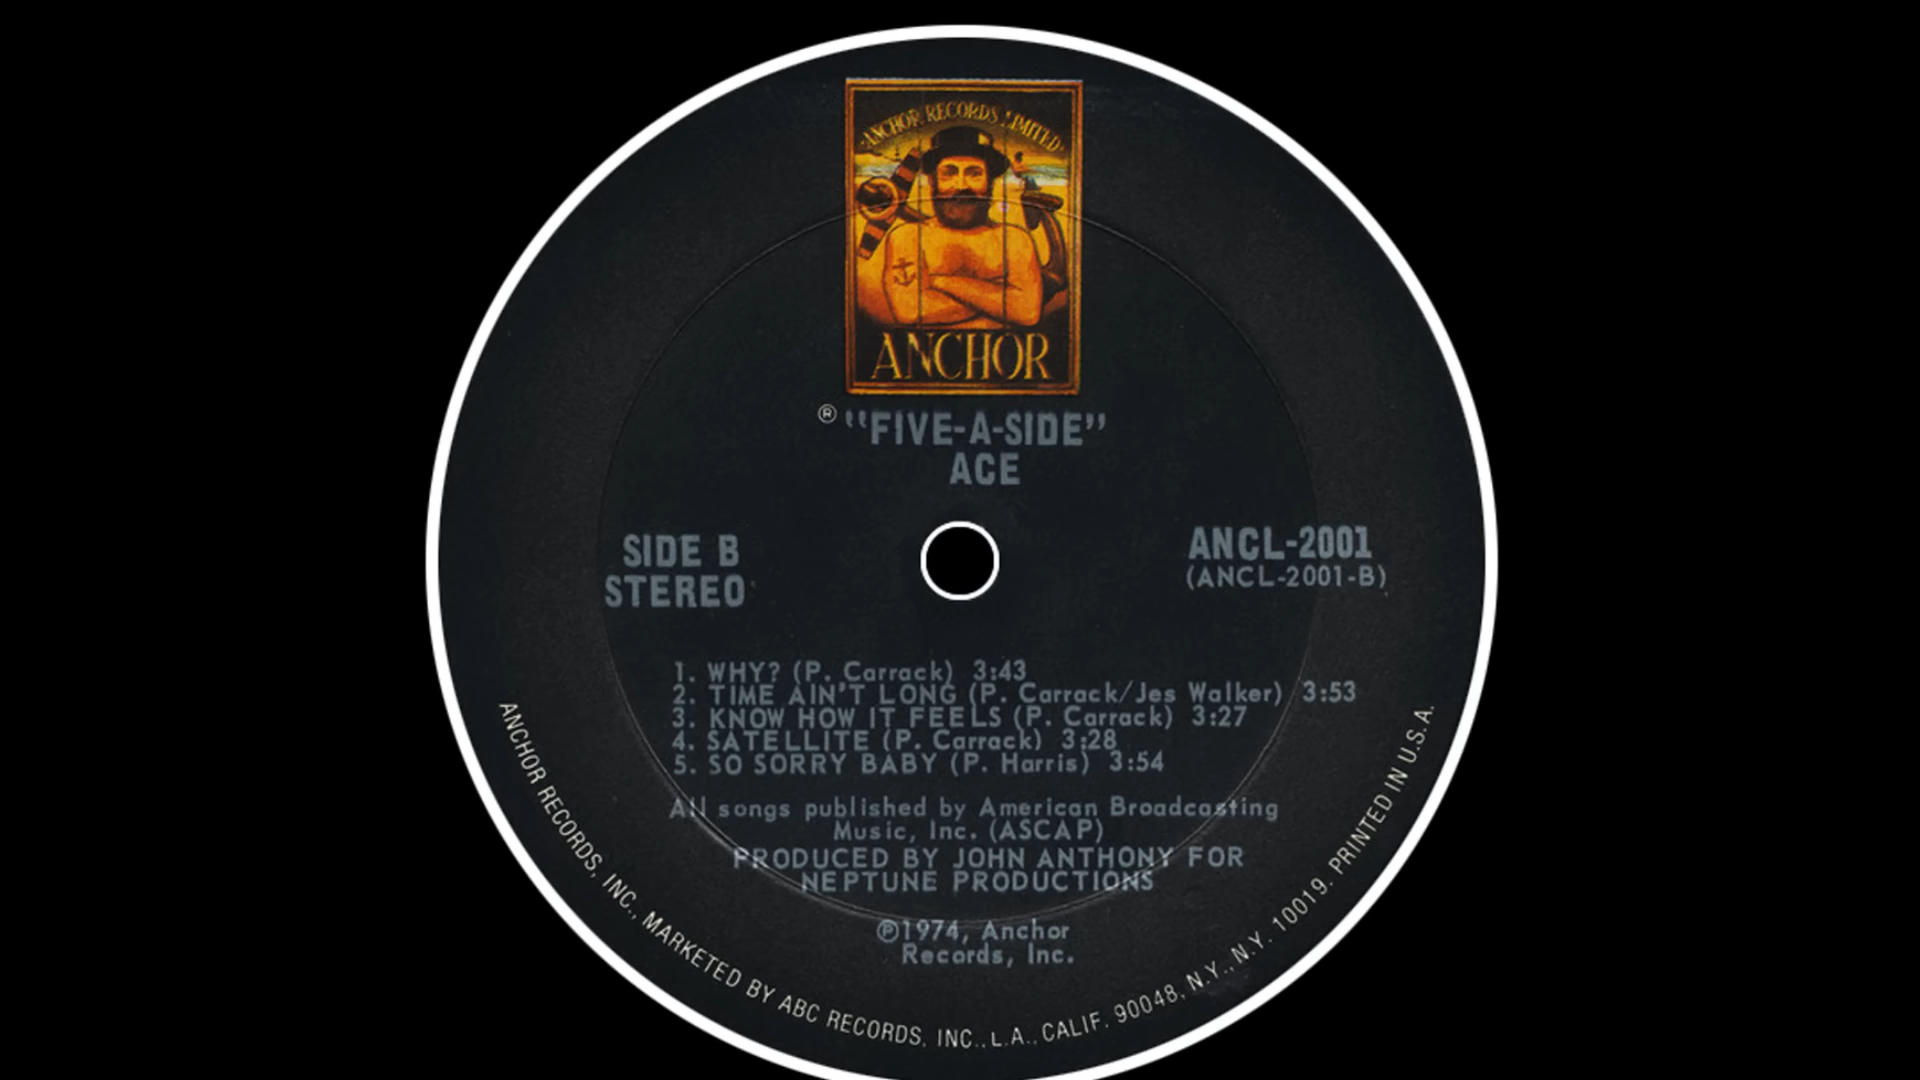 "ANCHOR RECORDS LIMITED"
ANCHOR
® "FIVE-A-SIDE"
ACE
SIDE B
STEREO
ANCL-2001
(ANCL-2001-B)
1. WHY? (P. Carrack) 3:43
2. TIME AIN'T LONG (P. Carrack/Jes Walker) 3:53
3. KNOW HOW IT FEELS (P. Carrack) 3:27
4. SATELLITE (P. Carrack) 3:28
5. SO SORRY BABY (P. Harris) 3:54
All songs published by American Broadcasting
Music, Inc. (ASCAP)
PRODUCED BY JOHN ANTHONY FOR
NEPTUNE PRODUCTIONS
℗1974, Anchor
Records, Inc.
ANCHOR RECORDS, INC., MARKETED BY ABC RECORDS, INC., L.A., CALIF. 90048, N.Y., N.Y. 10019. PRINTED IN U.S.A.